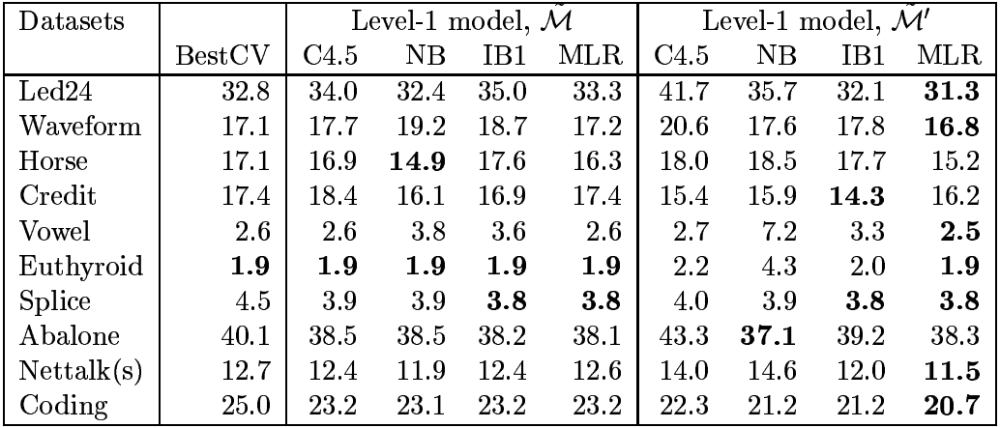 Datasets Level-1 model, M̃ Level-1 model, M̃′
BestCV C4.5 NB IB1 MLR C4.5 NB IB1 MLR
Led24 32.8 34.0 32.4 35.0 33.3 41.7 35.7 32.1 31.3
Waveform 17.1 17.7 19.2 18.7 17.2 20.6 17.6 17.8 16.8
Horse 17.1 16.9 14.9 17.6 16.3 18.0 18.5 17.7 15.2
Credit 17.4 18.4 16.1 16.9 17.4 15.4 15.9 14.3 16.2
Vowel 2.6 2.6 3.8 3.6 2.6 2.7 7.2 3.3 2.5
Euthyroid 1.9 1.9 1.9 1.9 1.9 2.2 4.3 2.0 1.9
Splice 4.5 3.9 3.9 3.8 3.8 4.0 3.9 3.8 3.8
Abalone 40.1 38.5 38.5 38.2 38.1 43.3 37.1 39.2 38.3
Nettalk(s) 12.7 12.4 11.9 12.4 12.6 14.0 14.6 12.0 11.5
Coding 25.0 23.2 23.1 23.2 23.2 22.3 21.2 21.2 20.7